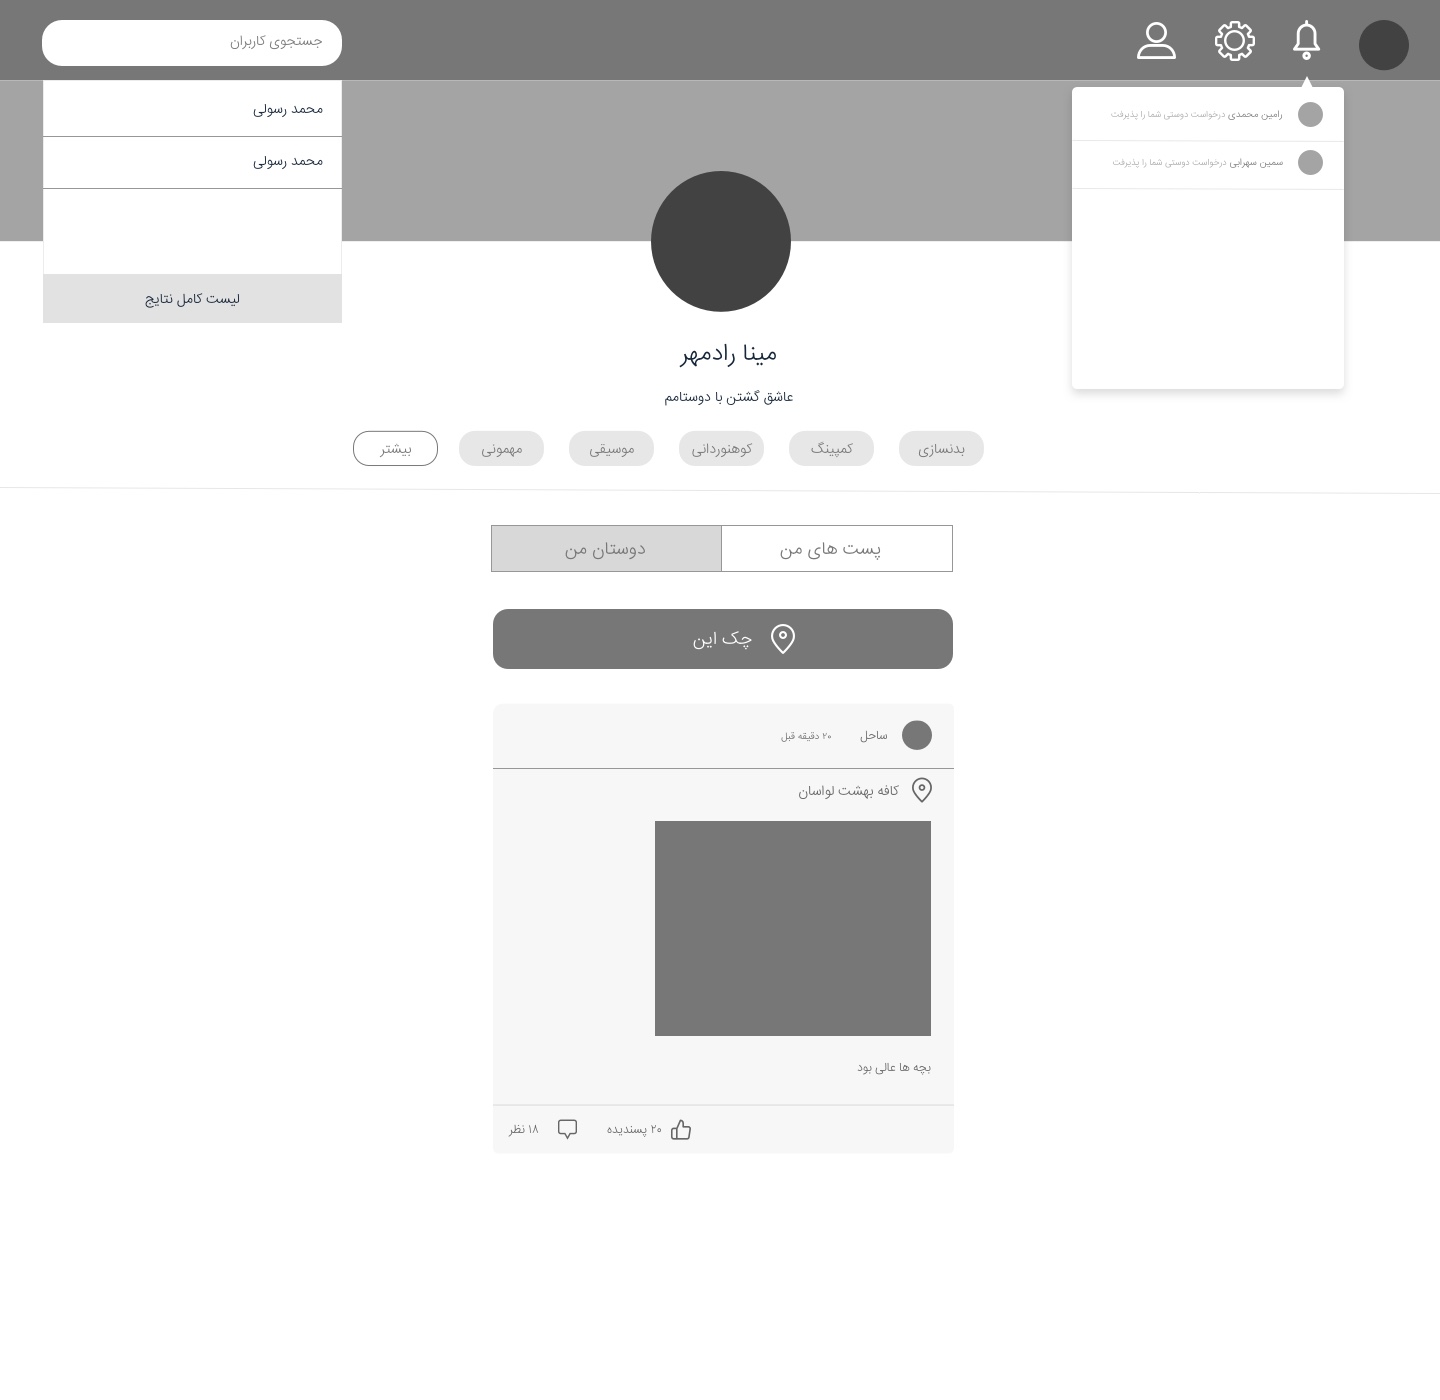 جستجوی کاربران
محمد رسولی
محمد رسولی
لیست کامل نتایج
رامین محمدی درخواست دوستی شما را پذیرفت
سمین سهرابی درخواست دوستی شما را پذیرفت
مینا رادمهر
عاشق گشتن با دوستامم
بدنسازی
کمپینگ
کوهنوردانی
موسیقی
مهمونی
بیشتر
پست های من
دوستان من
چک این
ساحل
۲۰ دقیقه قبل
کافه بهشت لواسان
بچه ها عالی بود
۲۰ پسندیده
۱۸ نظر